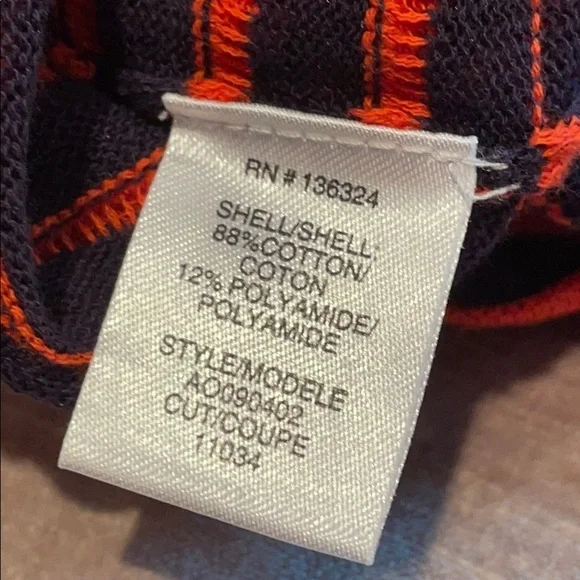 RN # 136324
SHELL/SHELL:
88%COTTON/
COTON
12% POLYAMIDE/
POLYAMIDE
STYLE/MODELE
AO090402
CUT/COUPE
11034